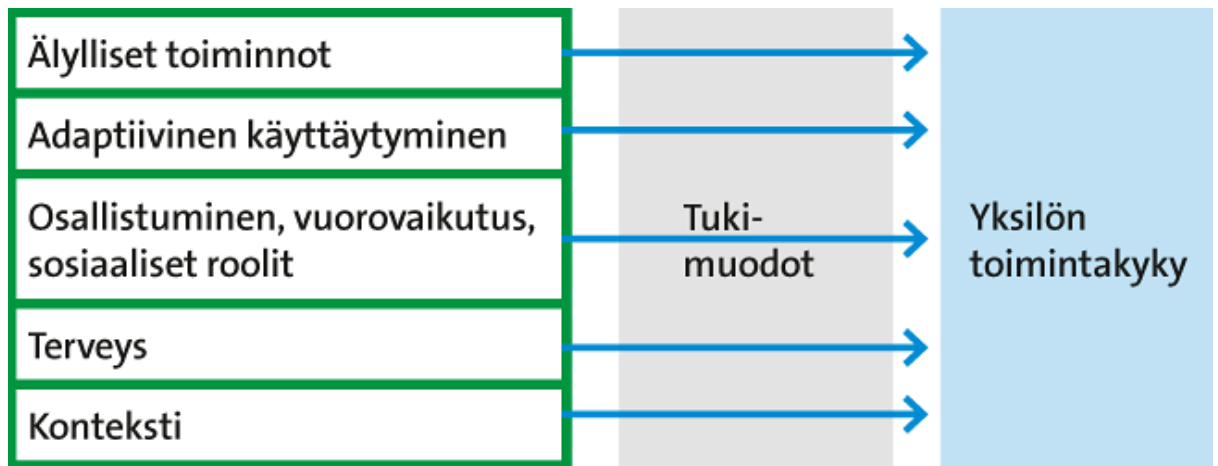 Älylliset toiminnot
Adaptiivinen käyttäytyminen
Osallistuminen, vuorovaikutus,
sosiaaliset roolit
Terveys
Konteksti
Tuki-
muodot
Yksilön
toimintakyky